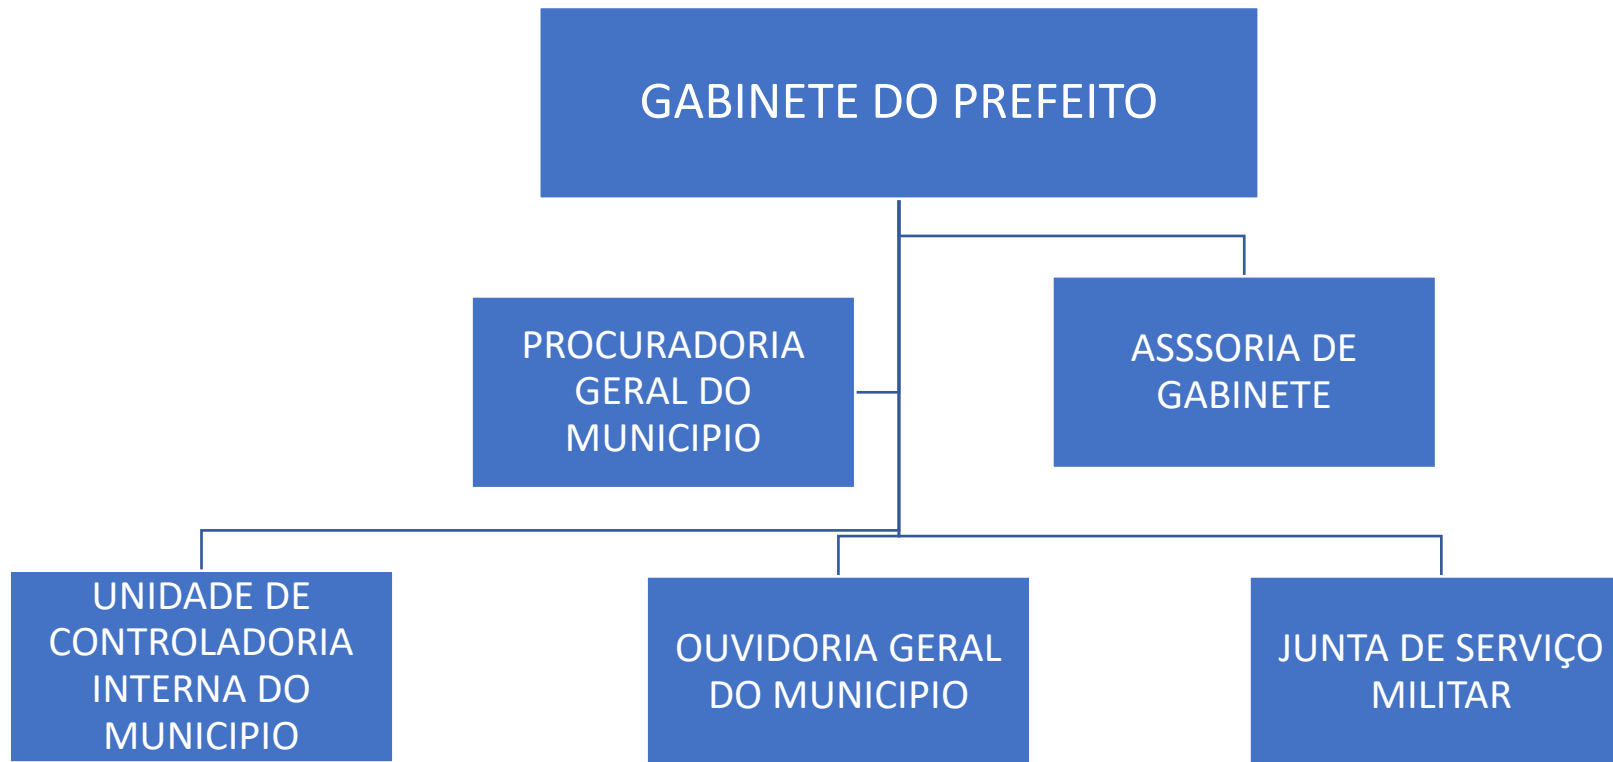 GABINETE DO PREFEITO
PROCURADORIA
GERAL DO
MUNICIPIO
ASSSORIA DE
GABINETE
UNIDADE DE
CONTROLADORIA
INTERNA DO
MUNICIPIO
OUVIDORIA GERAL
DO MUNICIPIO
JUNTA DE SERVIÇO
MILITAR